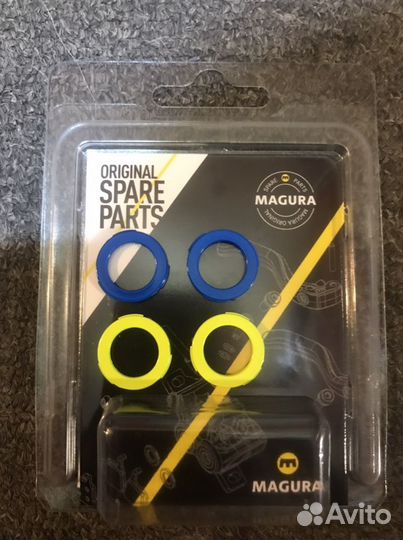 ORIGINAL
SPARE
PARTS
SPARE PARTS
MAGURA
MAGURA ORIGINAL
MAGURA
Avito